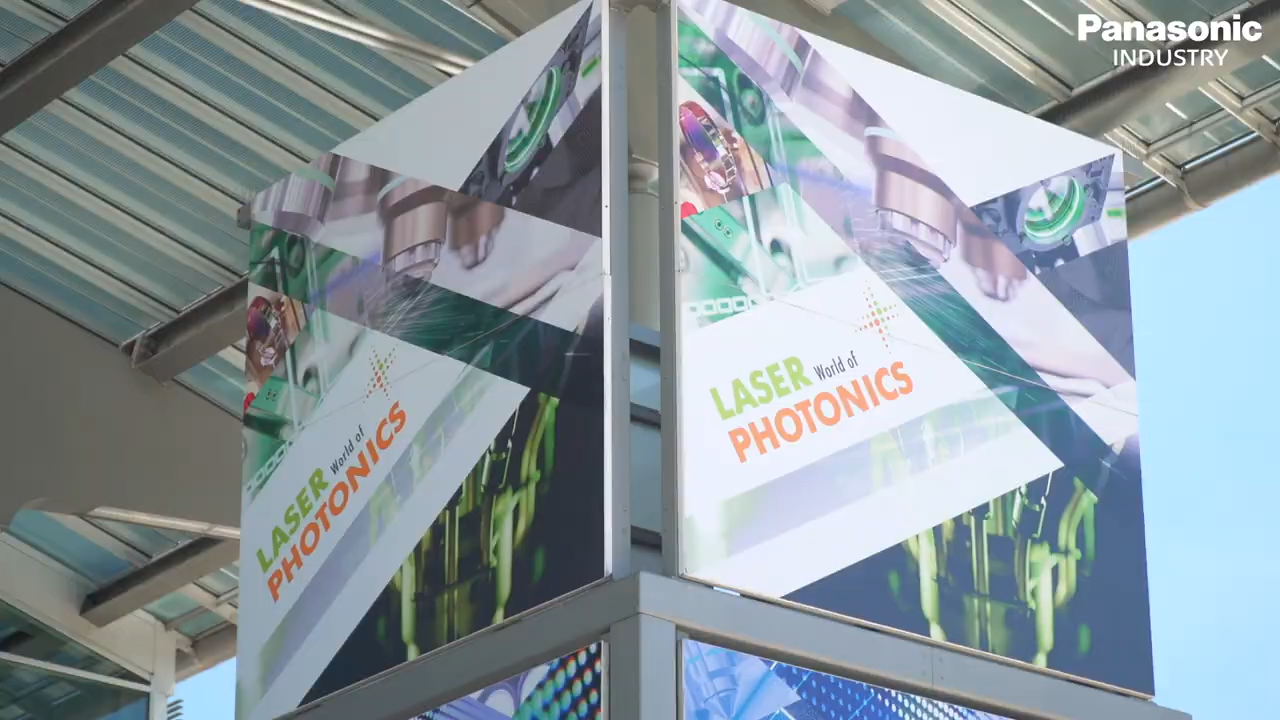 Panasonic
INDUSTRY
LASER World of
PHOTONICS
LASER World of
PHOTONICS